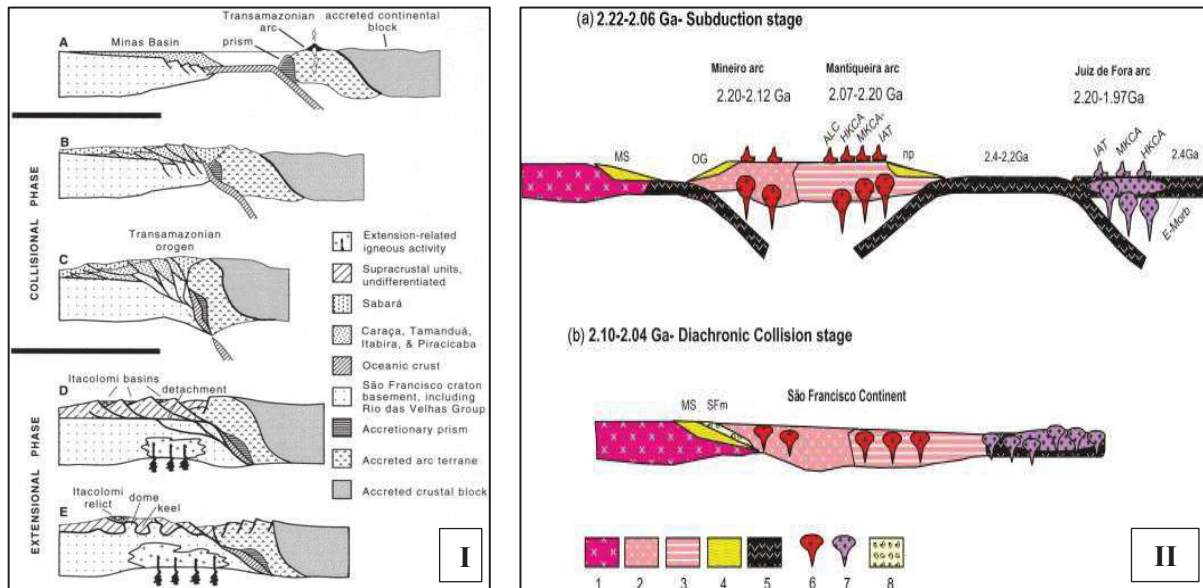 Transamazonian
arc
accreted continental
block
A
Minas Basin
prism
B
COLLISIONAL PHASE
Transamazonian
orogen
C
Extension-related
igneous activity
Supracrustal units,
undifferentiated
Sabará
Caraça, Tamanduá,
Itabira, & Piracicaba
Oceanic crust
São Francisco craton
basement, including
Rio das Velhas Group
Accretionary prism
Accreted arc terrane
Accreted crustal block
EXTENSIONAL PHASE
D
Itacolomi basins
detachment
E
Itacolomi
relict
dome
keel
I
(a) 2.22-2.06 Ga- Subduction stage
Mineiro arc
2.20-2.12 Ga
Mantiqueira arc
2.07-2.20 Ga
Juiz de Fora arc
2.20-1.97Ga
MS
OG
ALC
HKCA
MKCA-
IAT
np
2.4-2,2Ga
IAT
MKCA
HKCA
2.4Ga
E-Morb
(b) 2.10-2.04 Ga- Diachronic Collision stage
MS
SFm
São Francisco Continent
1 2 3 4 5 6 7 8
II